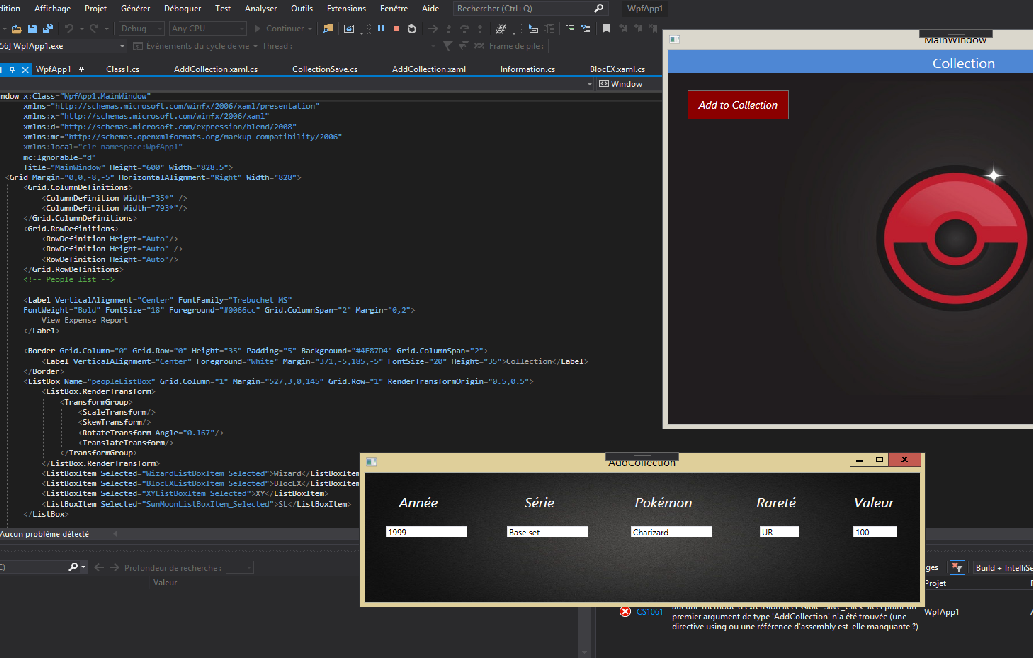 dition Affichage Projet Générer Déboguer Test Analyser Outils Extensions Fenêtre Aide Rechercher (Ctrl+Q) WpfApp1
Debug Any CPU Continuer
WpfApp1.exe Événements du cycle de vie Thread: Nom de pile:
WpfApp1 Class1.cs AddCollection.xaml.cs CollectionSave.cs AddCollection.xaml Information.cs BlocEX.xaml.cs
Window
ndow x:Class="WpfApp1.MainWindow"
xmlns="http://schemas.microsoft.com/winfx/2006/xaml/presentation"
xmlns:x="http://schemas.microsoft.com/winfx/2006/xaml"
xmlns:d="http://schemas.microsoft.com/expression/blend/2008"
xmlns:mc="http://schemas.openxmlformats.org/markup-compatibility/2006"
xmlns:local="clr-namespace:WpfApp1"
mc:Ignorable="d"
Title="MainWindow" Height="600" Width="828.5">
<Grid Margin="0,0,-8,-5" HorizontalAlignment="Right" Width="828">
<Grid.ColumnDefinitions>
<ColumnDefinition Width="35*" />
<ColumnDefinition Width="793*"/>
</Grid.ColumnDefinitions>
<Grid.RowDefinitions>
<RowDefinition Height="Auto"/>
<RowDefinition Height="Auto" />
<RowDefinition Height="Auto"/>
</Grid.RowDefinitions>
<!-- People list -->
<Label VerticalAlignment="Center" FontFamily="Trebuchet MS"
FontWeight="Bold" FontSize="18" Foreground="#0066cc" Grid.ColumnSpan="2" Margin="0,2">
View Expense Report
</Label>
<Border Grid.Column="0" Grid.Row="0" Height="35" Padding="5" Background="#4E87D4" Grid.ColumnSpan="2">
<Label VerticalAlignment="Center" Foreground="White" Margin="371,-5,185,-5" FontSize="20" Height="35">Collection</Label>
</Border>
<ListBox Name="peopleListBox" Grid.Column="1" Margin="527,3,0,145" Grid.Row="1" RenderTransformOrigin="0.5,0.5">
<ListBox.RenderTransform>
<TransformGroup>
<ScaleTransform/>
<SkewTransform/>
<RotateTransform Angle="0.167"/>
<TranslateTransform/>
</TransformGroup>
</ListBox.RenderTransform>
<ListBoxItem Selected="WizardListBoxItem_Selected">Wizard</ListBoxItem
<ListBoxItem Selected="BlocEXListBoxItem_Selected">BlocEX</ListBoxItem
<ListBoxItem Selected="XYListBoxItem_Selected">XY</ListBoxItem>
<ListBoxItem Selected="SunMoonListBoxItem_Selected">SL</ListBoxItem>
</ListBox>
Aucun problème détecté
Profondeur de recherche :
Valeur
MainWindow
Collection
Add to Collection
AddCollection
Année Série Pokémon Rareté Valeur
1999 Base set Charizard UR 100
ges Build + IntelliSe
Projet
CS1061
premier argument de type 'AddCollection' n'a été trouvée (une
directive using ou une référence d'assembly est-elle manquante ?)
WpfApp1